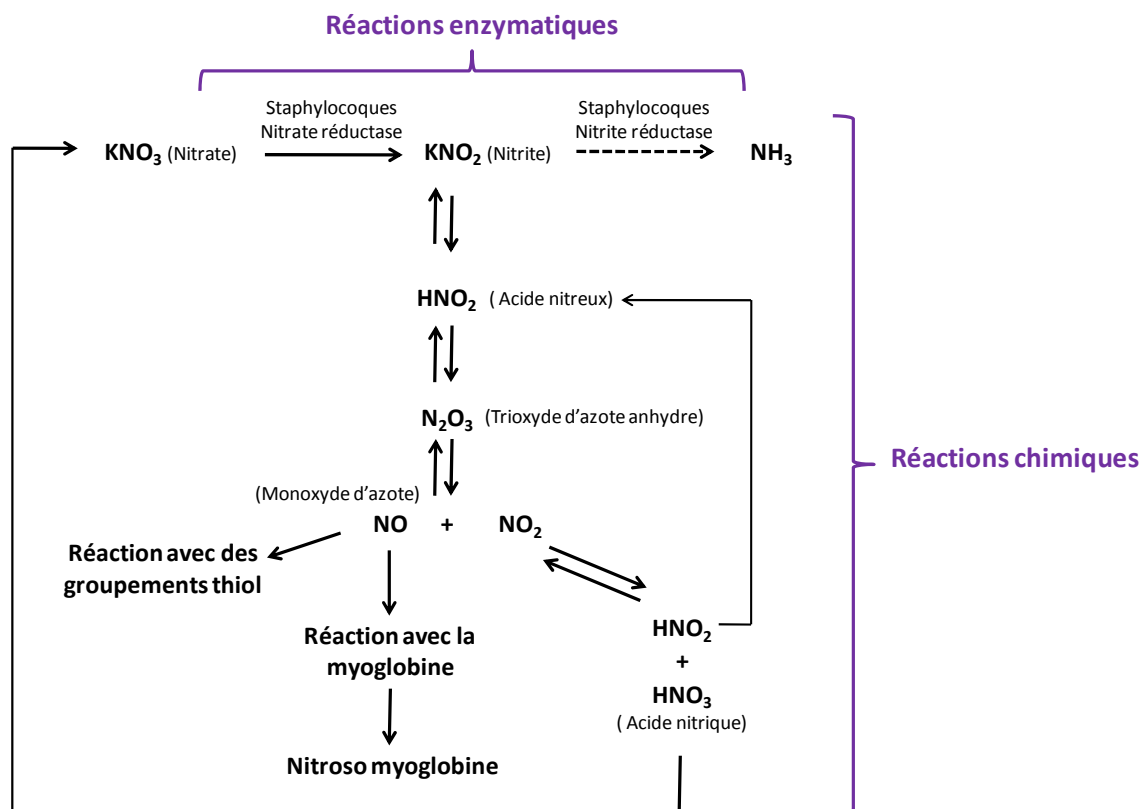 Réactions enzymatiques
Staphylocoques
Nitrate réductase
Staphylocoques
Nitrite réductase
KNO₃ (Nitrate)
KNO₂ (Nitrite)
NH₃
HNO₂ ( Acide nitreux)
N₂O₃ (Trioxyde d’azote anhydre)
Réactions chimiques
(Monoxyde d’azote)
NO + NO₂
Réaction avec des
groupements thiol
Réaction avec la
myoglobine
Nitroso myoglobine
HNO₂
+
HNO₃
( Acide nitrique)